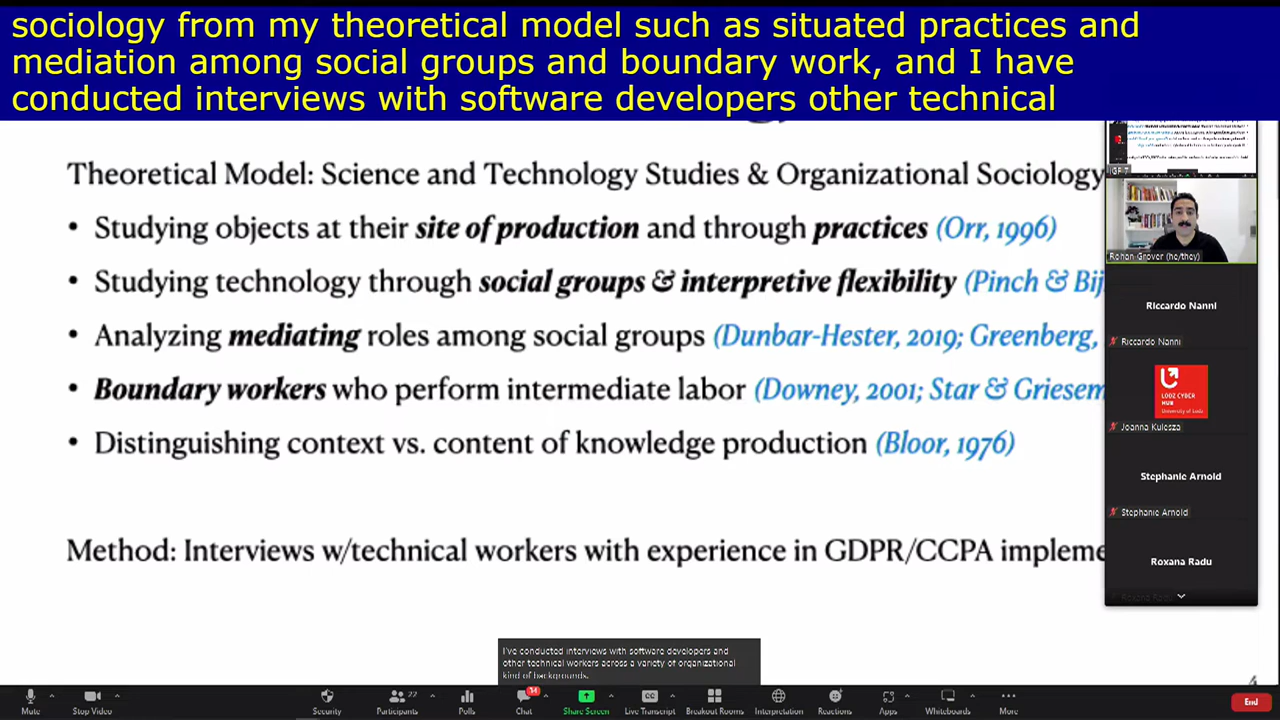 sociology from my theoretical model such as situated practices and
mediation among social groups and boundary work, and I have
conducted interviews with software developers other technical
Theoretical Model: Science and Technology Studies & Organizational Sociology
• Studying objects at their site of production and through practices (Orr, 1996)
• Studying technology through social groups & interpretive flexibility (Pinch & Bij
• Analyzing mediating roles among social groups (Dunbar-Hester, 2019; Greenberg,
• Boundary workers who perform intermediate labor (Downey, 2001; Star & Griesem
• Distinguishing context vs. content of knowledge production (Bloor, 1976)
Method: Interviews w/technical workers with experience in GDPR/CCPA impleme
4
Rohan Grover (he/they)
Riccardo Nanni
Riccardo Nanni
LODZ CYBER
HUB
University of Lodz
Joanna Kulesza
Stephanie Arnold
Stephanie Arnold
Roxana Radu
Roxana Radu
I've conducted interviews with software developers and
other technical workers across a variety of organizational
kind of backgrounds.
Mute
Stop Video
Security
Participants
22
Polls
Chat
14
Share Screen
CC
Live Transcript
Breakout Rooms
Interpretation
Reactions
Apps
Whiteboards
More
End